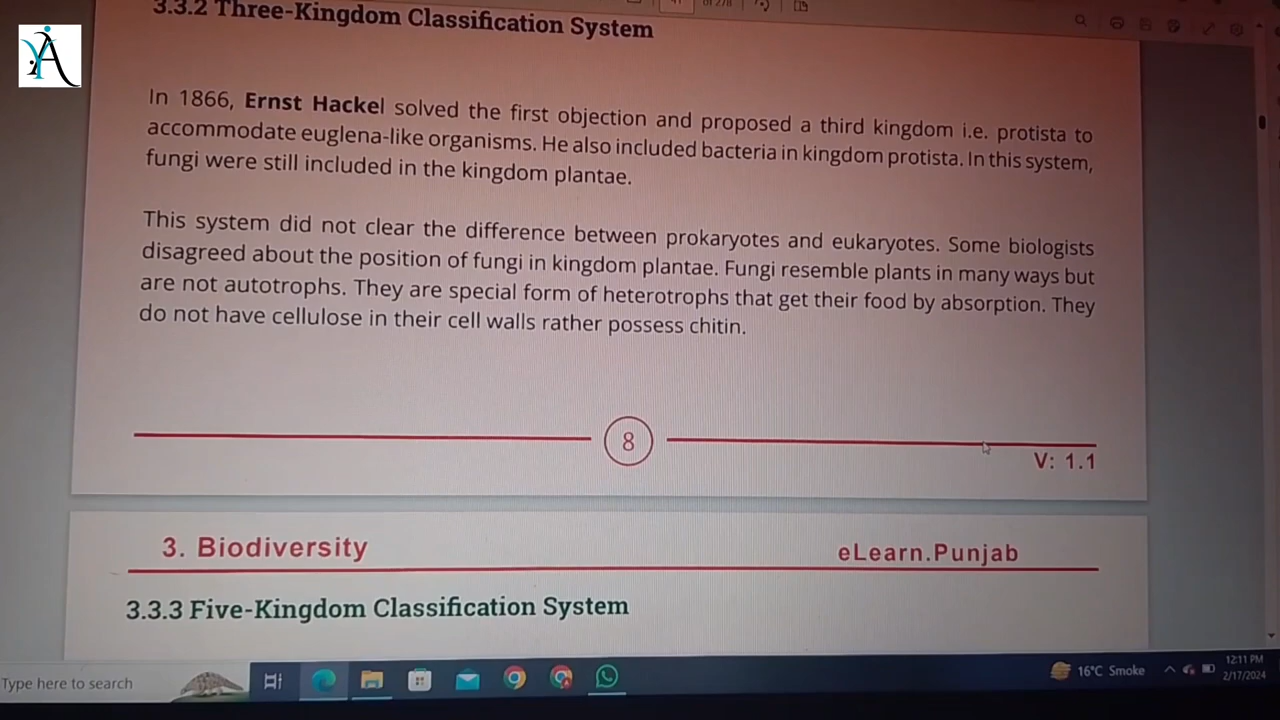 3.3.2 Three-Kingdom Classification System
In 1866, Ernst Hackel solved the first objection and proposed a third kingdom i.e. protista to
accommodate euglena-like organisms. He also included bacteria in kingdom protista. In this system,
fungi were still included in the kingdom plantae.
This system did not clear the difference between prokaryotes and eukaryotes. Some biologists
disagreed about the position of fungi in kingdom plantae. Fungi resemble plants in many ways but
are not autotrophs. They are special form of heterotrophs that get their food by absorption. They
do not have cellulose in their cell walls rather possess chitin.
8
V: 1.1
3. Biodiversity
eLearn.Punjab
3.3.3 Five-Kingdom Classification System
Type here to search
16°C Smoke
12:11 PM
2/17/2024